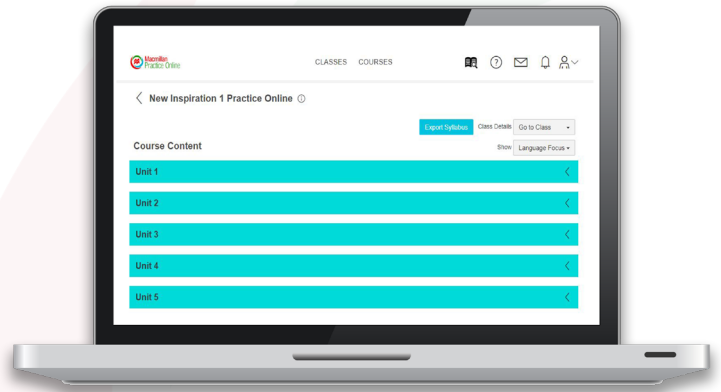 Macmillan
Practice Online
CLASSES COURSES
New Inspiration 1 Practice Online
Export Syllabus Class Details Go to Class
Course Content
Show Language Focus
Unit 1
Unit 2
Unit 3
Unit 4
Unit 5